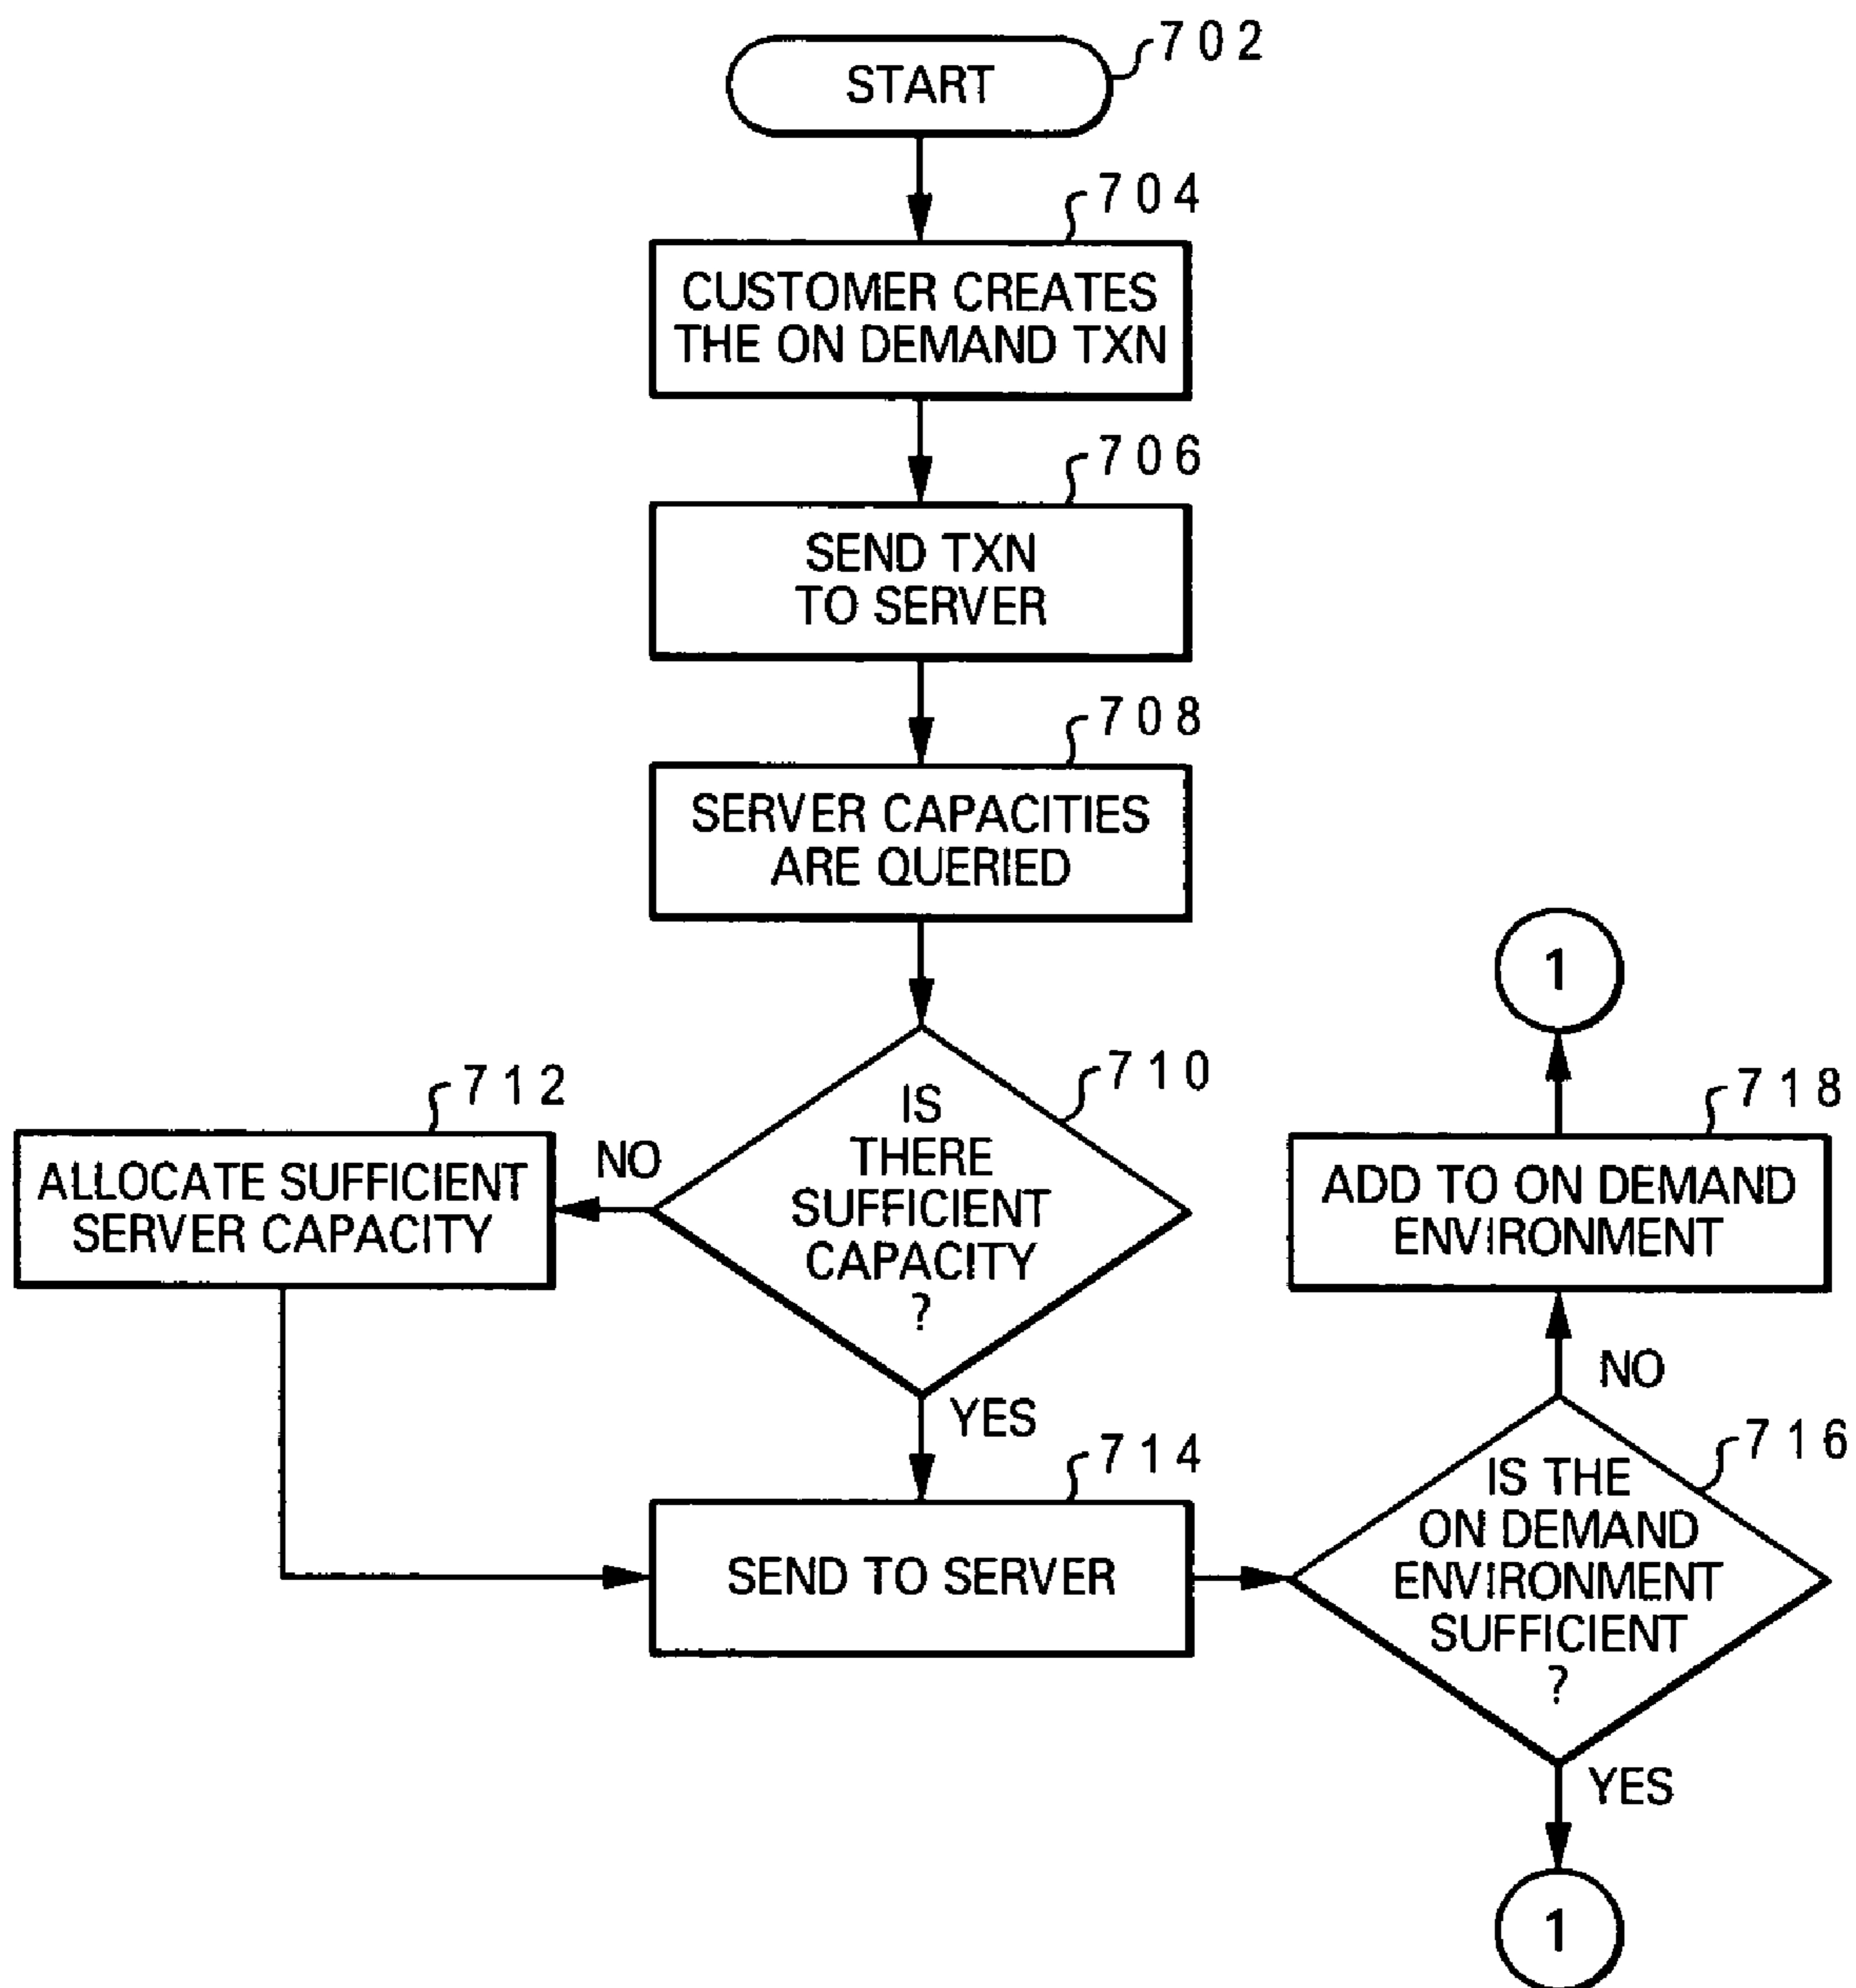 702
START
704
CUSTOMER CREATES
THE ON DEMAND TXN
706
SEND TXN
TO SERVER
708
SERVER CAPACITIES
ARE QUERIED
710
IS
THERE
SUFFICIENT
CAPACITY
?
NO
712
ALLOCATE SUFFICIENT
SERVER CAPACITY
YES
714
SEND TO SERVER
716
IS THE
ON DEMAND
ENVIRONMENT
SUFFICIENT
?
NO
718
ADD TO ON DEMAND
ENVIRONMENT
1
YES
1